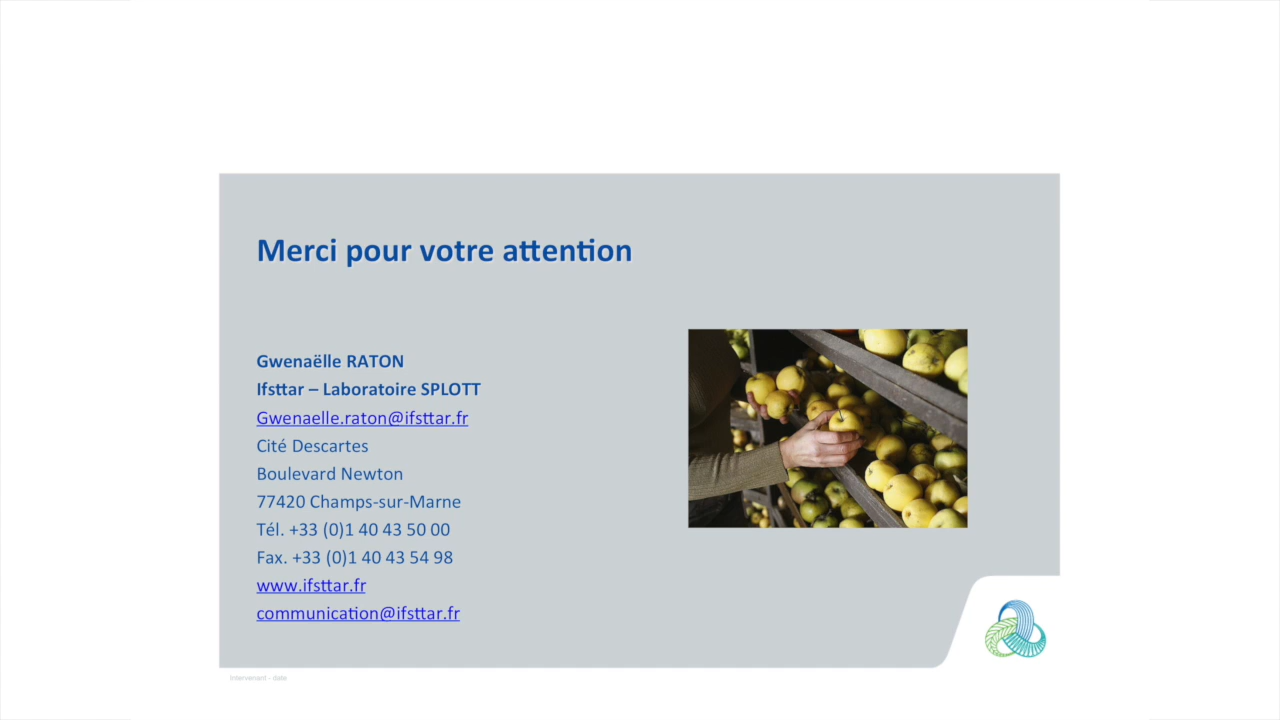 Merci pour votre attention
Gwenaëlle RATON
Ifsttar – Laboratoire SPLOTT
Gwenaelle.raton@ifsttar.fr
Cité Descartes
Boulevard Newton
77420 Champs-sur-Marne
Tél. +33 (0)1 40 43 50 00
Fax. +33 (0)1 40 43 54 98
www.ifsttar.fr
communication@ifsttar.fr
Intervenant - date